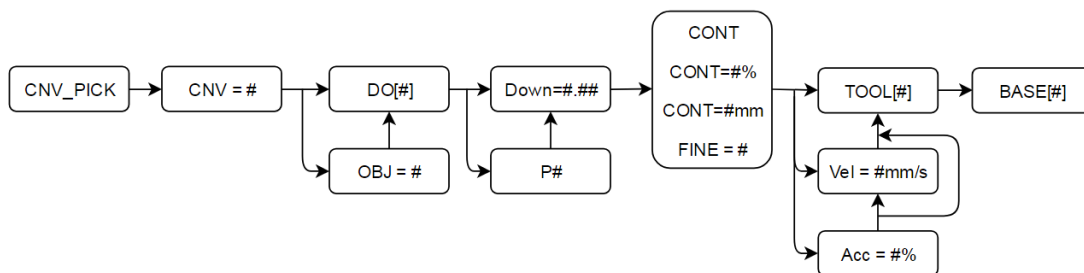 CNV_PICK
CNV = #
DO[#]
OBJ = #
Down=#.##
P#
CONT
CONT=#%
CONT=#mm
FINE = #
TOOL[#]
Vel = #mm/s
Acc = #%
BASE[#]